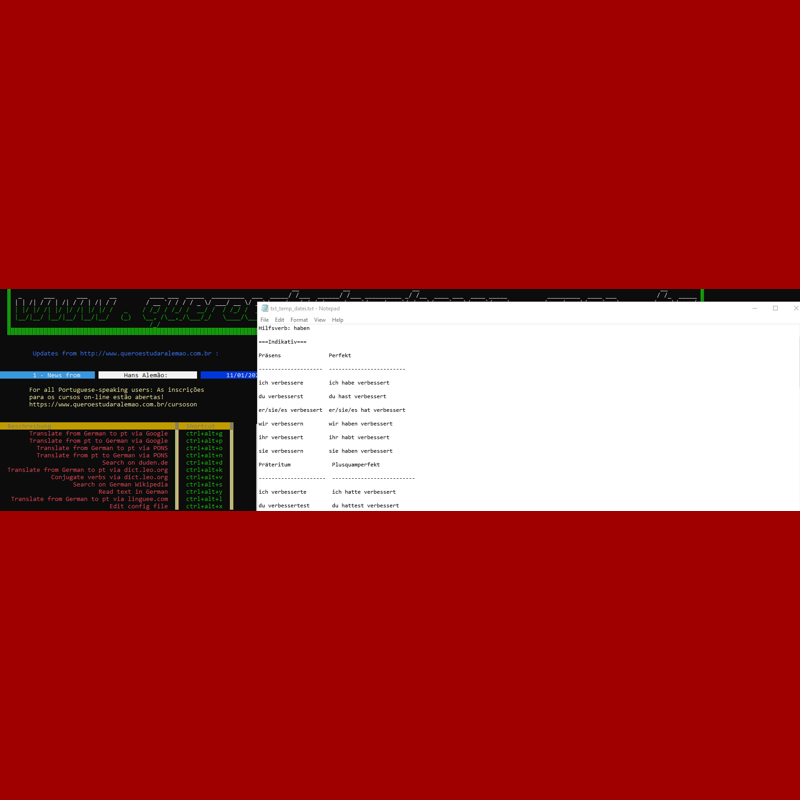 Updates from http://www.queroestudaralemao.com.br :
1 - News from Hans Alemão: 11/01/20
For all Portuguese-speaking users: As inscrições
para os cursos on-line estão abertas!
https://www.queroestudaralemao.com.br/cursoson
Translate from German to pt via Google ctrl+alt+g
Translate from pt to German via Google ctrl+alt+p
Translate from German to pt via PONS ctrl+alt+o
Translate from pt to German via PONS ctrl+alt+n
Search on duden.de ctrl+alt+d
Translate from German to pt via dict.leo.org ctrl+alt+k
Conjugate verbs via dict.leo.org ctrl+alt+v
Search on German Wikipedia ctrl+alt+s
Read text in German ctrl+alt+y
Translate from German to pt via linguee.com ctrl+alt+l
Edit config file ctrl+alt+x
File Edit Format View Help
Hilfsverb: haben
===Indikativ===
Präsens Perfekt
---------------------- --------------------------
ich verbessere ich habe verbessert
du verbesserst du hast verbessert
er/sie/es verbessert er/sie/es hat verbessert
wir verbessern wir haben verbessert
ihr verbessert ihr habt verbessert
sie verbessern sie haben verbessert
Präteritum Plusquamperfekt
----------------------- ----------------------------
ich verbesserte ich hatte verbessert
du verbessertest du hattest verbessert